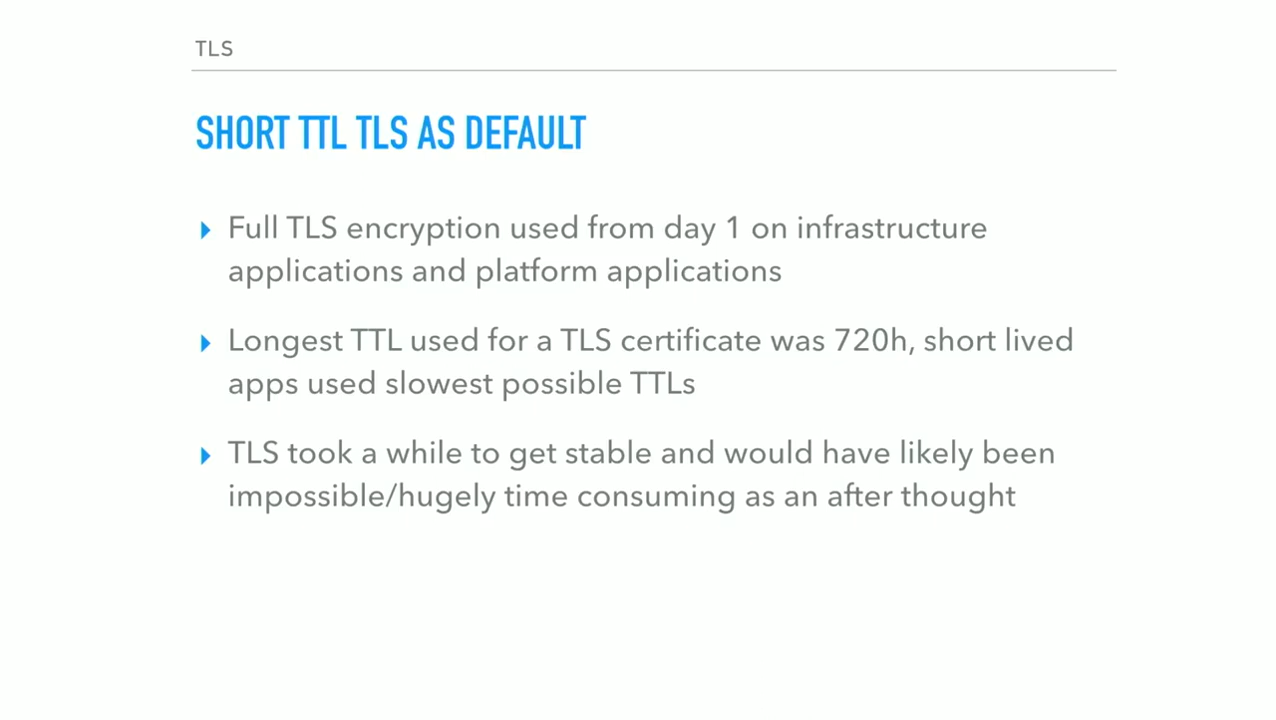 TLS
SHORT TTL TLS AS DEFAULT
Full TLS encryption used from day 1 on infrastructure
applications and platform applications
Longest TTL used for a TLS certificate was 720h, short lived
apps used slowest possible TTLs
TLS took a while to get stable and would have likely been
impossible/hugely time consuming as an after thought